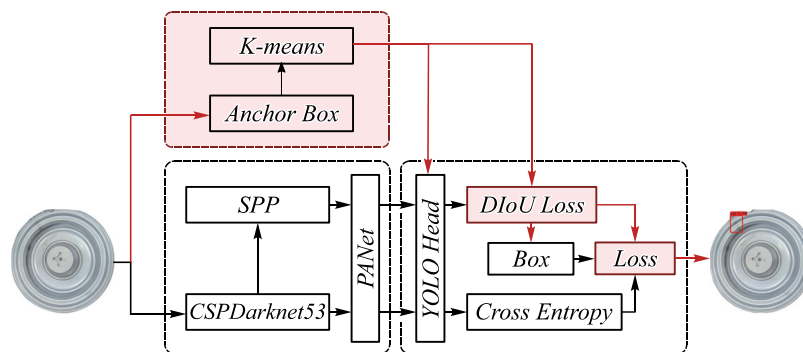 K-means
Anchor Box
SPP
PANet
CSPDarknet53
YOLO Head
DIoU Loss
Box
Loss
Cross Entropy